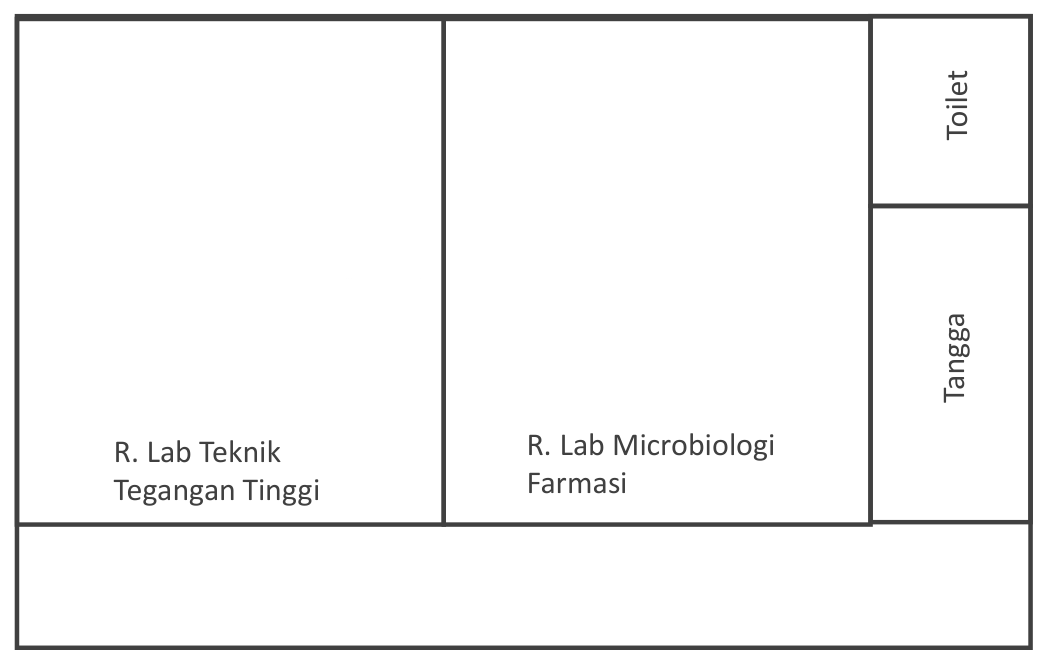 Toilet
Tangga
R. Lab Teknik
Tegangan Tinggi
R. Lab Microbiologi
Farmasi